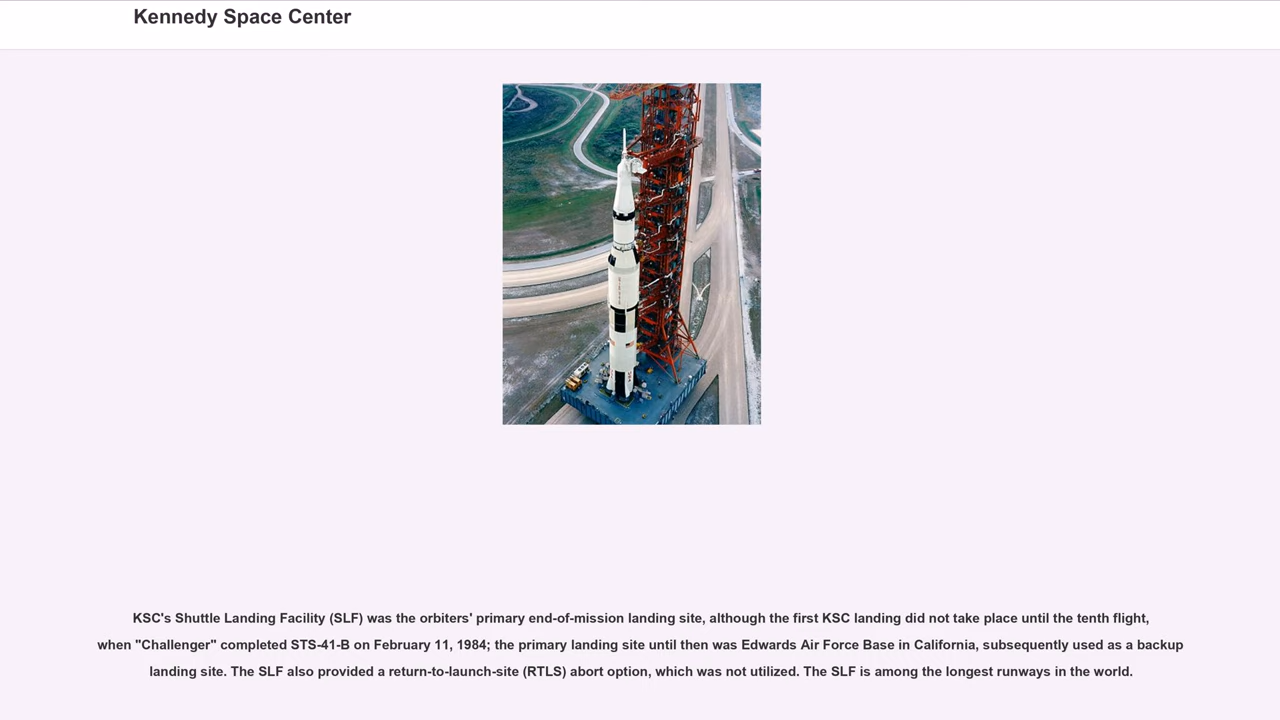 Kennedy Space Center
KSC's Shuttle Landing Facility (SLF) was the orbiters' primary end-of-mission landing site, although the first KSC landing did not take place until the tenth flight,
when "Challenger" completed STS-41-B on February 11, 1984; the primary landing site until then was Edwards Air Force Base in California, subsequently used as a backup
landing site. The SLF also provided a return-to-launch-site (RTLS) abort option, which was not utilized. The SLF is among the longest runways in the world.